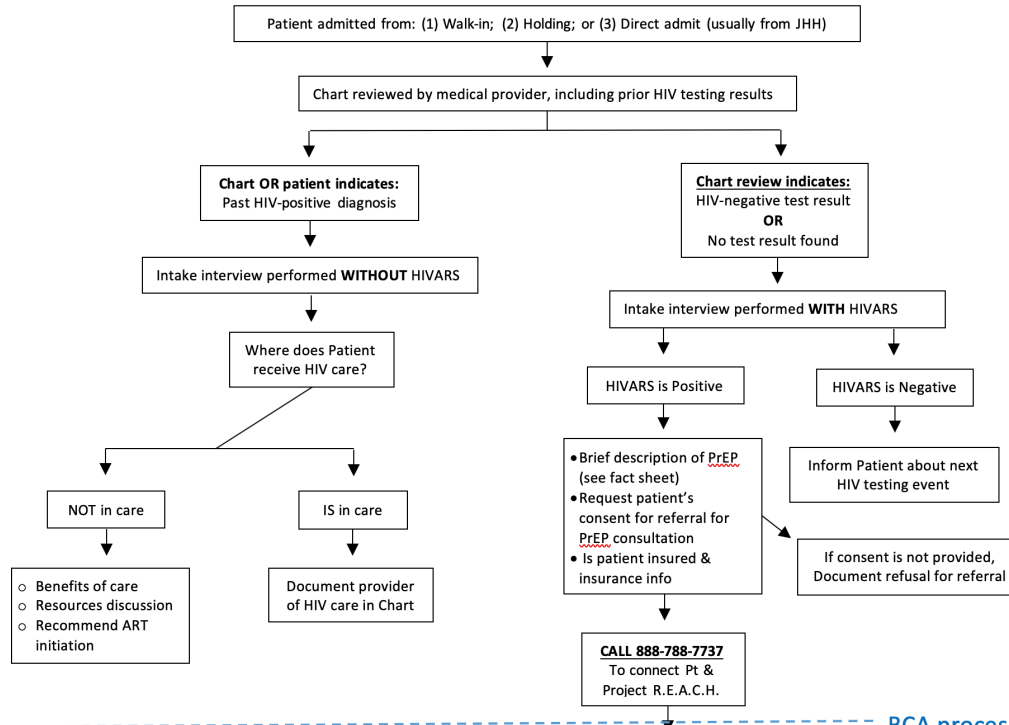 Patient admitted from: (1) Walk-in; (2) Holding; or (3) Direct admit (usually from JHH)
Chart reviewed by medical provider, including prior HIV testing results
Chart OR patient indicates:
Past HIV-positive diagnosis
Chart review indicates:
HIV-negative test result
OR
No test result found
Intake interview performed WITHOUT HIVARS
Intake interview performed WITH HIVARS
Where does Patient
receive HIV care?
HIVARS is Positive
HIVARS is Negative
• Brief description of PrEP
(see fact sheet)
• Request patient's
consent for referral for
PrEP consultation
• Is patient insured &
insurance info
Inform Patient about next
HIV testing event
NOT in care
IS in care
If consent is not provided,
Document refusal for referral
○ Benefits of care
○ Resources discussion
○ Recommend ART
initiation
Document provider
of HIV care in Chart
CALL 888-788-7737
To connect Pt &
Project R.E.A.C.H.